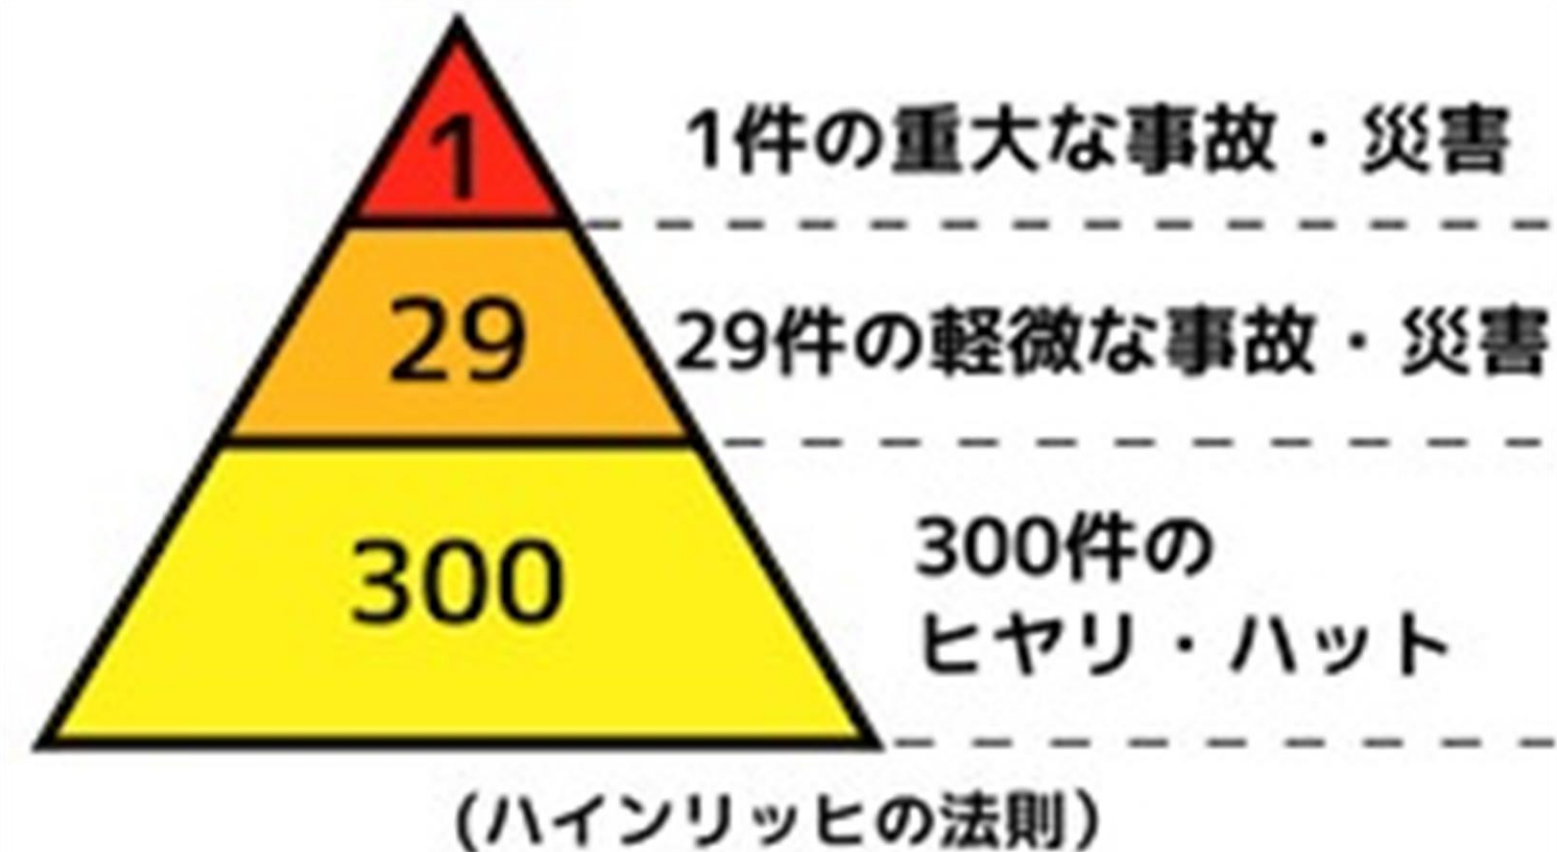 1
1件の重大な事故・災害
29
29件の軽微な事故・災害
300
300件の
ヒヤリ・ハット
(ハインリッヒの法則)